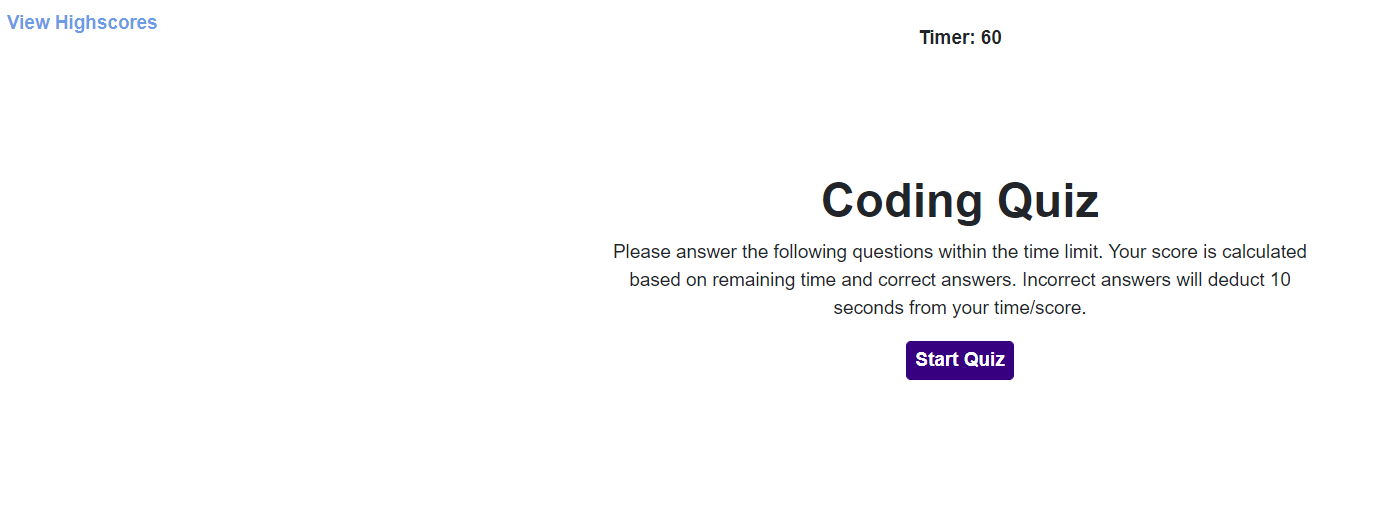 View Highscores
Timer: 60
Coding Quiz
Please answer the following questions within the time limit. Your score is calculated
based on remaining time and correct answers. Incorrect answers will deduct 10
seconds from your time/score.
Start Quiz